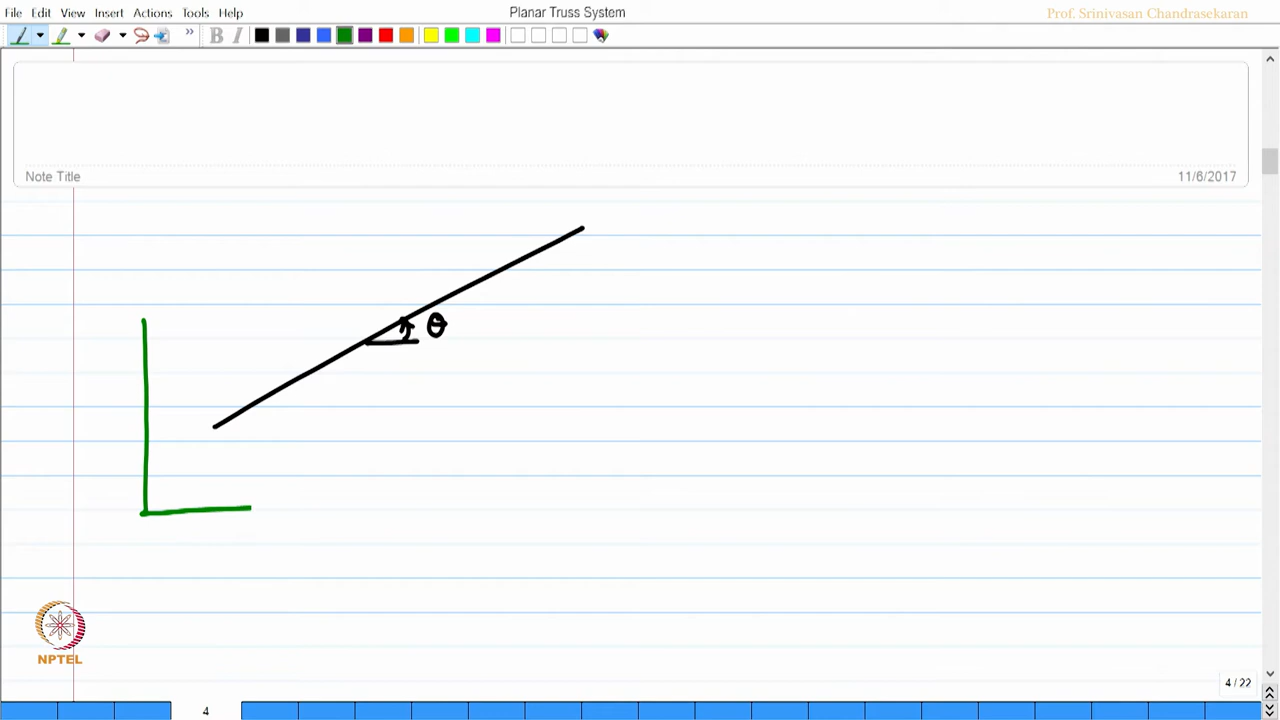 File Edit View Insert Actions Tools Help
Planar Truss System
Prof. Srinivasan Chandrasekaran
B I
Note Title
11/6/2017
θ
NPTEL
4 / 22
4